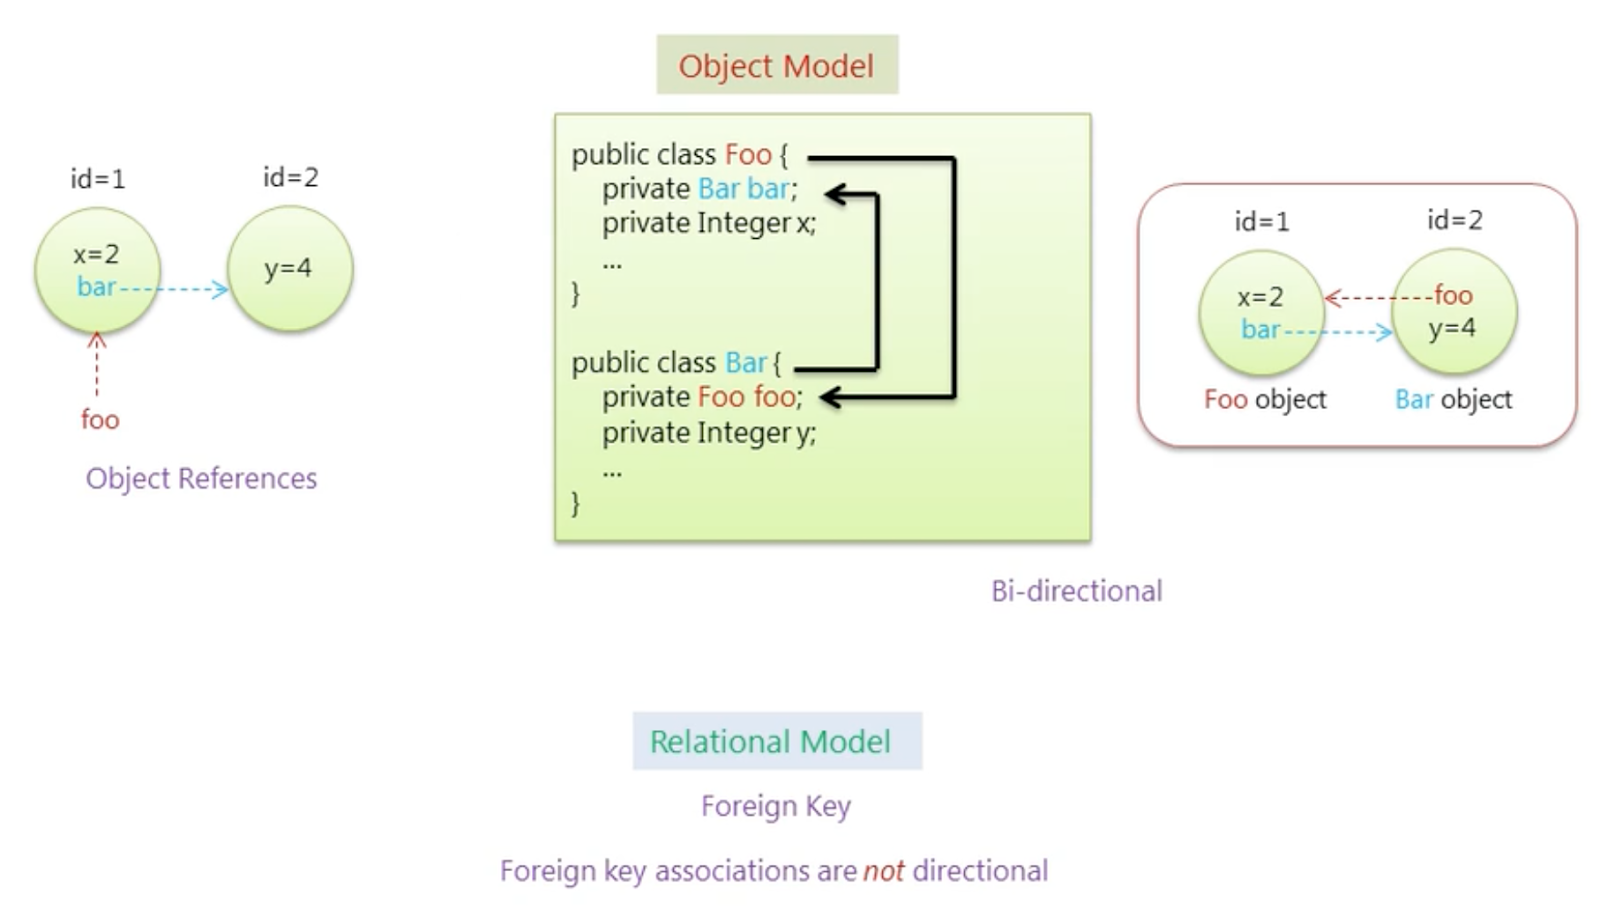 Object Model
id=1
id=2
x=2
bar
y=4
foo
Object References
public class Foo {
private Bar bar;
private Integer x;
...
}
public class Bar {
private Foo foo;
private Integer y;
...
}
id=1
id=2
x=2
bar
foo
y=4
Foo object
Bar object
Bi-directional
Relational Model
Foreign Key
Foreign key associations are not directional